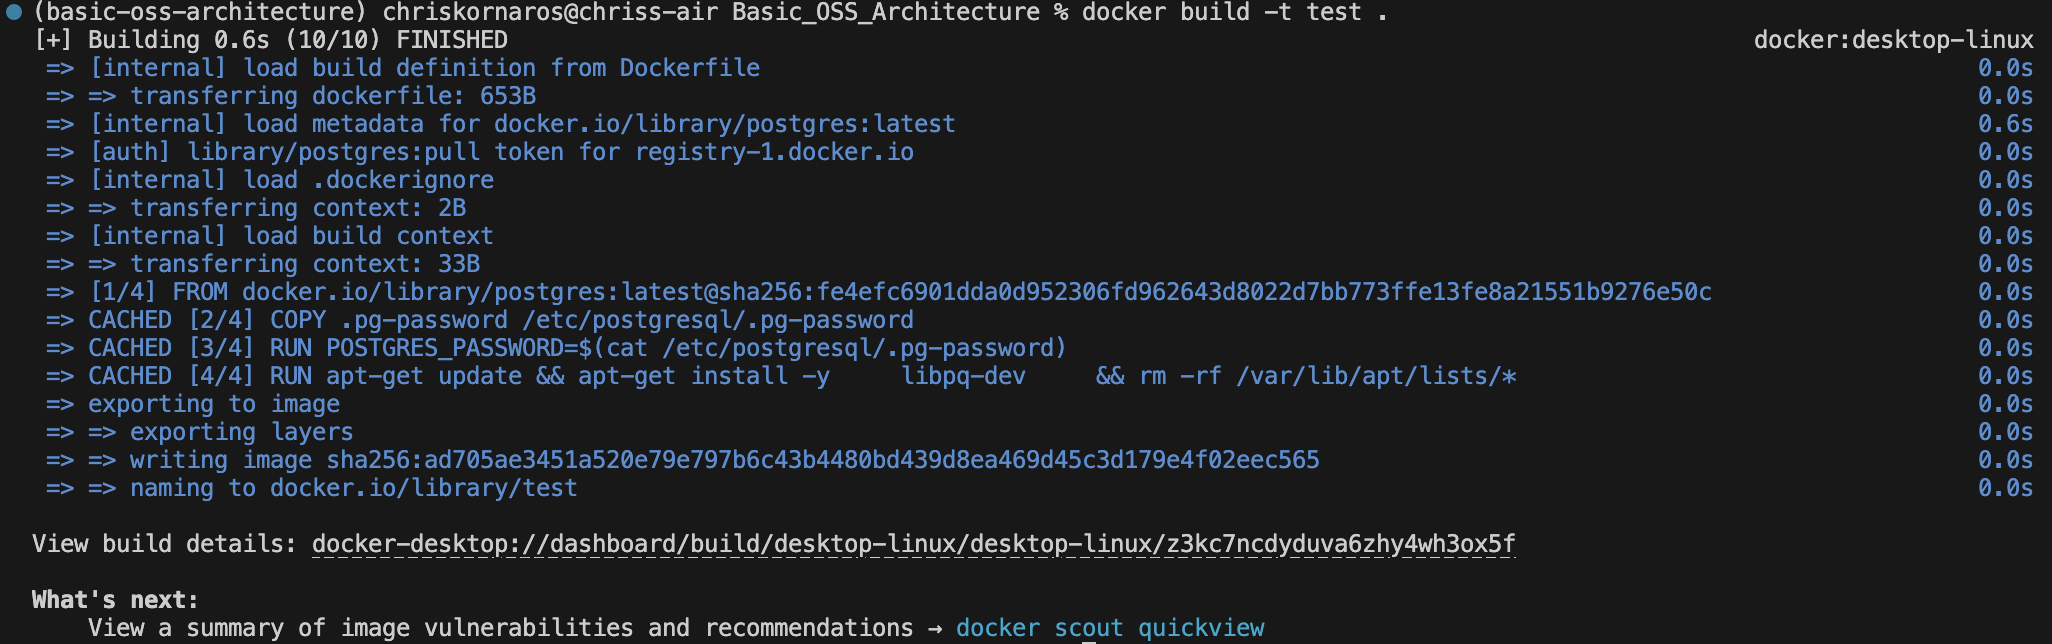 (basic-oss-architecture) chriskornaros@chriss-air Basic_OSS_Architecture % docker build -t test .
[+] Building 0.6s (10/10) FINISHED docker:desktop-linux
=> [internal] load build definition from Dockerfile 0.0s
=> => transferring dockerfile: 653B 0.0s
=> [internal] load metadata for docker.io/library/postgres:latest 0.6s
=> [auth] library/postgres:pull token for registry-1.docker.io 0.0s
=> [internal] load .dockerignore 0.0s
=> => transferring context: 2B 0.0s
=> [internal] load build context 0.0s
=> => transferring context: 33B 0.0s
=> [1/4] FROM docker.io/library/postgres:latest@sha256:fe4efc6901dda0d952306fd962643d8022d7bb773ffe13fe8a21551b9276e50c 0.0s
=> CACHED [2/4] COPY .pg-password /etc/postgresql/.pg-password 0.0s
=> CACHED [3/4] RUN POSTGRES_PASSWORD=$(cat /etc/postgresql/.pg-password) 0.0s
=> CACHED [4/4] RUN apt-get update && apt-get install -y     libpq-dev     && rm -rf /var/lib/apt/lists/* 0.0s
=> exporting to image 0.0s
=> => exporting layers 0.0s
=> => writing image sha256:ad705ae3451a520e79e797b6c43b4480bd439d8ea469d45c3d179e4f02eec565 0.0s
=> => naming to docker.io/library/test 0.0s
View build details: docker-desktop://dashboard/build/desktop-linux/desktop-linux/z3kc7ncdyduva6zhy4wh3ox5f
What's next:
View a summary of image vulnerabilities and recommendations → docker scout quickview